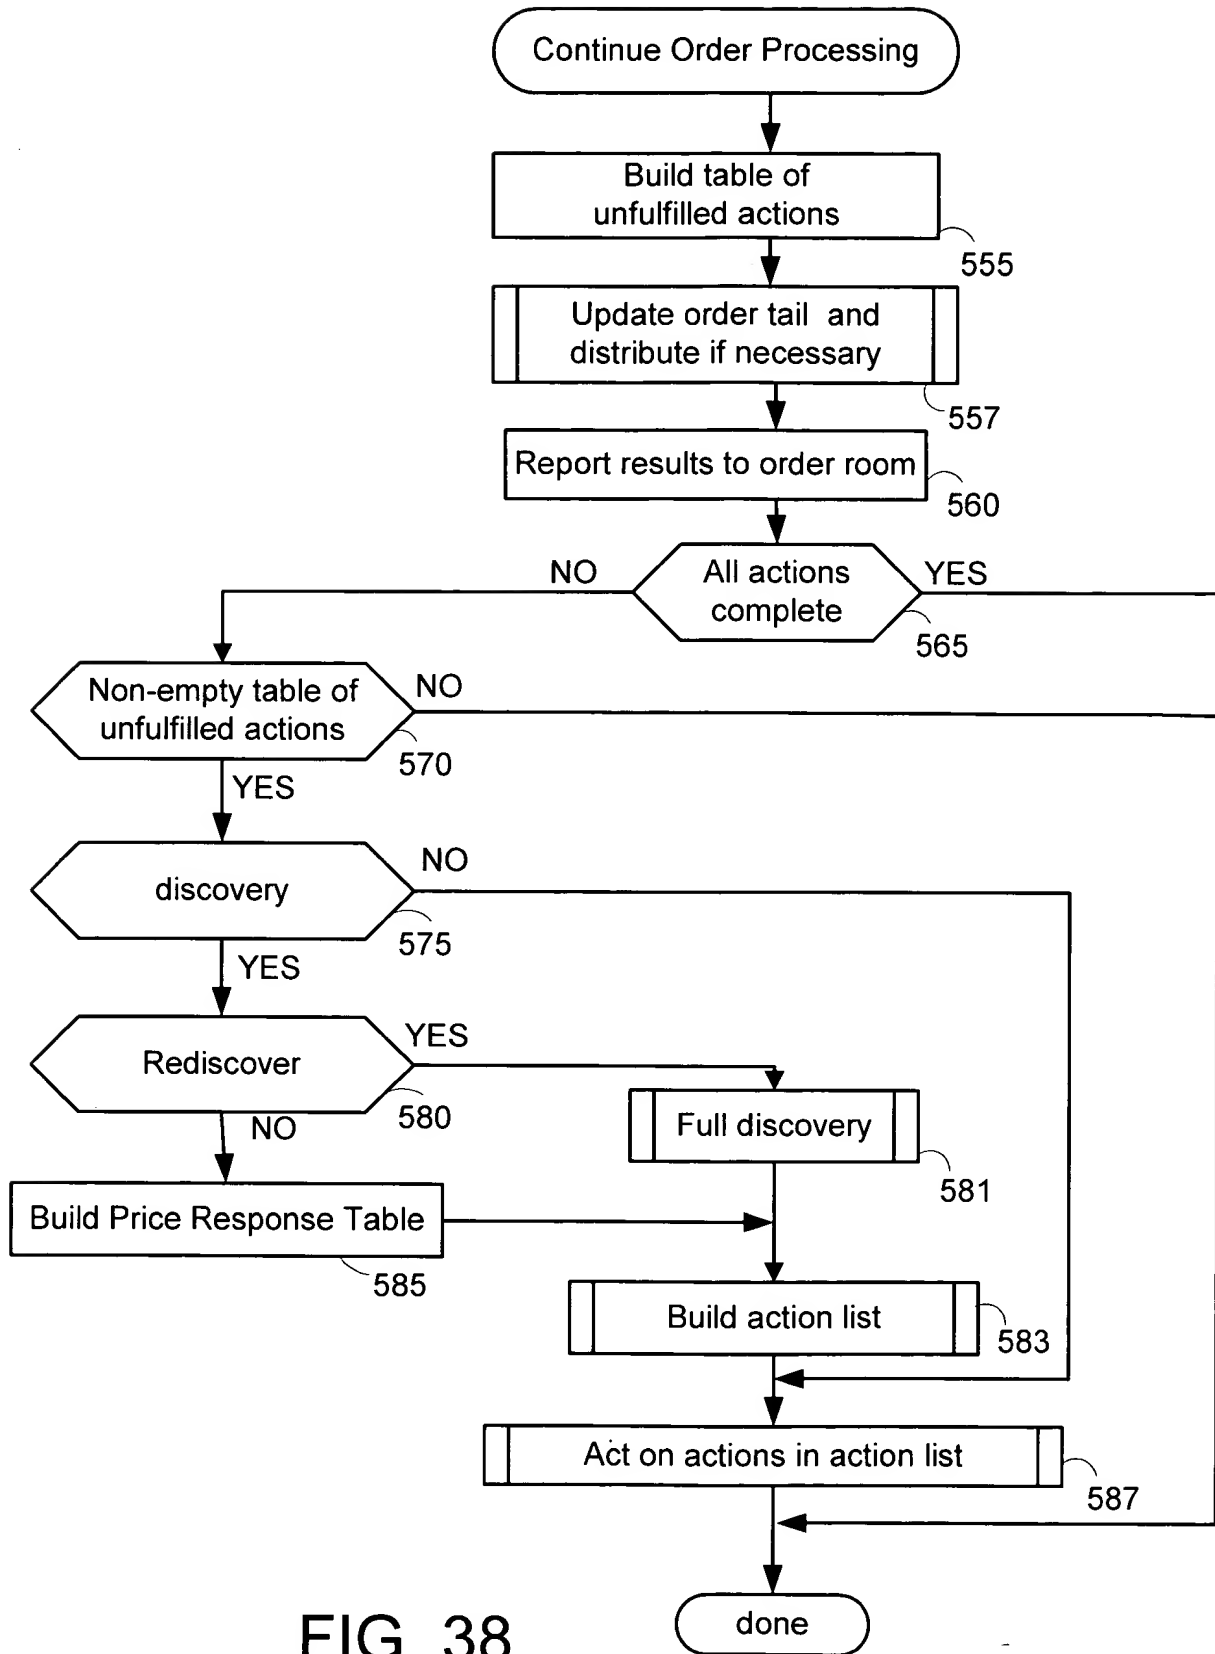 Continue Order Processing
Build table of
unfulfilled actions
555
Update order tail and
distribute if necessary
557
Report results to order room
560
NO
All actions
complete
YES
565
Non-empty table of
unfulfilled actions
NO
570
YES
discovery
NO
575
YES
Rediscover
YES
580
NO
Full discovery
581
Build Price Response Table
585
Build action list
583
Act on actions in action list
587
done
FIG. 38